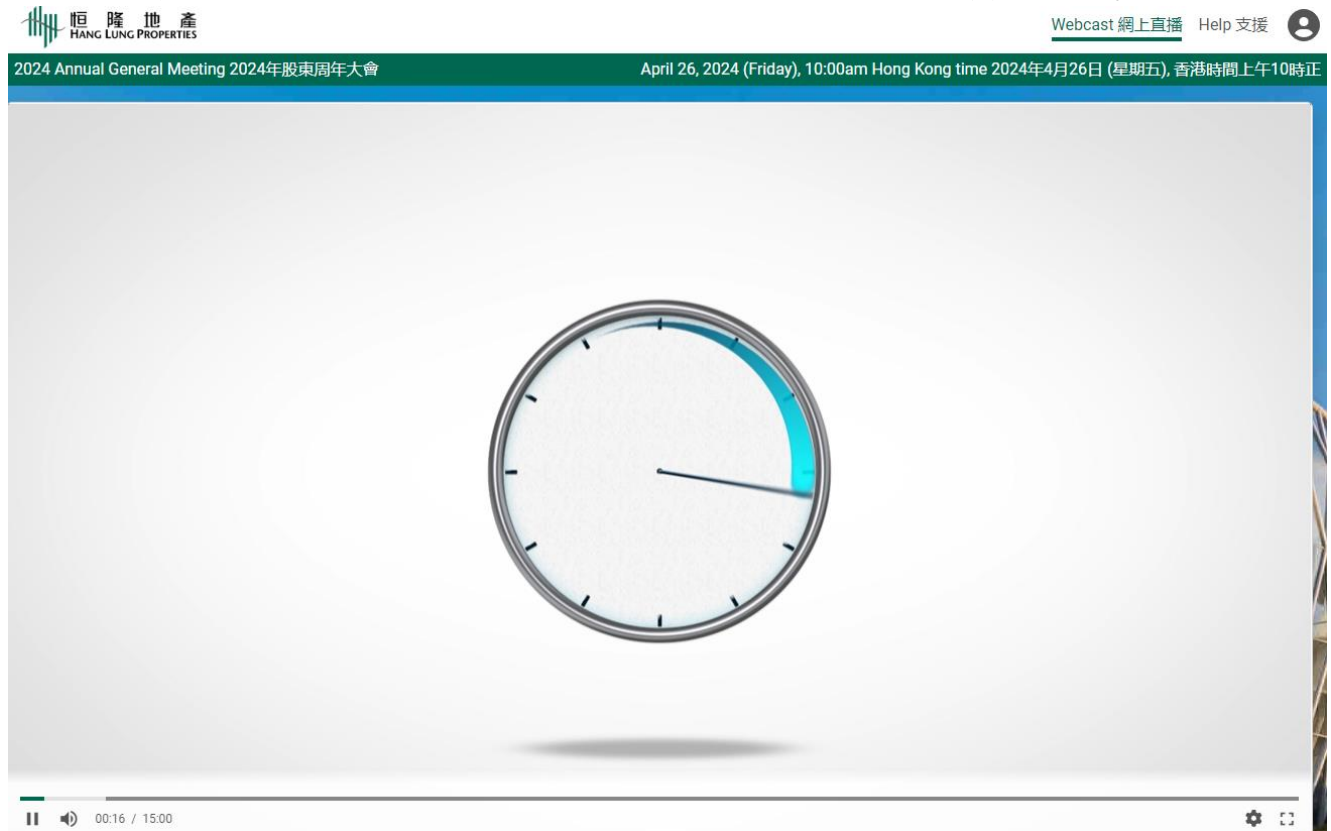 恒隆地產
HANG LUNG PROPERTIES
Webcast 網上直播 Help 支援
2024 Annual General Meeting 2024年股東周年大會
April 26, 2024 (Friday), 10:00am Hong Kong time 2024年4月26日 (星期五), 香港時間上午10時正
00:16 / 15:00